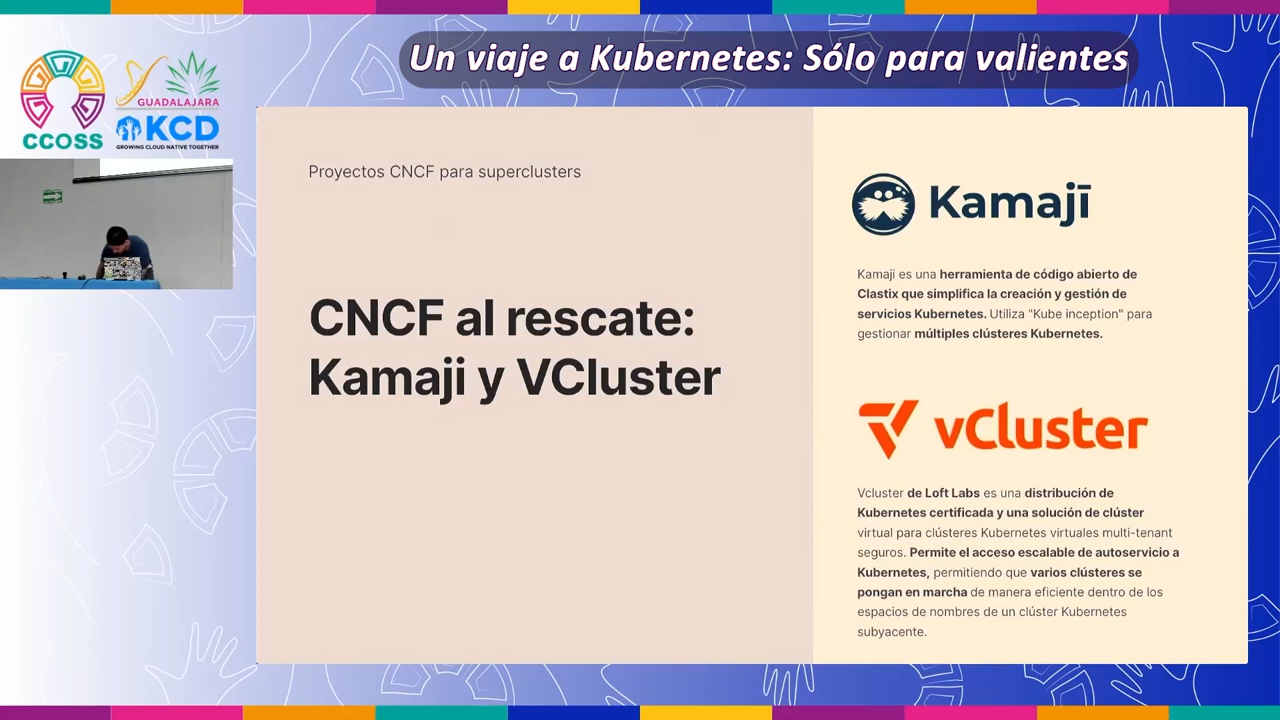 Un viaje a Kubernetes: Sólo para valientes
CCOSS
GUADALAJARA
KCD
GROWING CLOUD NATIVE TOGETHER
Proyectos CNCF para superclusters
CNCF al rescate:
Kamaji y VCluster
Kamajī
Kamaji es una herramienta de código abierto de
Clastix que simplifica la creación y gestión de
servicios Kubernetes. Utiliza "Kube inception" para
gestionar múltiples clústeres Kubernetes.
vCluster
Vcluster de Loft Labs es una distribución de
Kubernetes certificada y una solución de clúster
virtual para clústeres Kubernetes virtuales multi-tenant
seguros. Permite el acceso escalable de autoservicio a
Kubernetes, permitiendo que varios clústeres se
pongan en marcha de manera eficiente dentro de los
espacios de nombres de un clúster Kubernetes
subyacente.